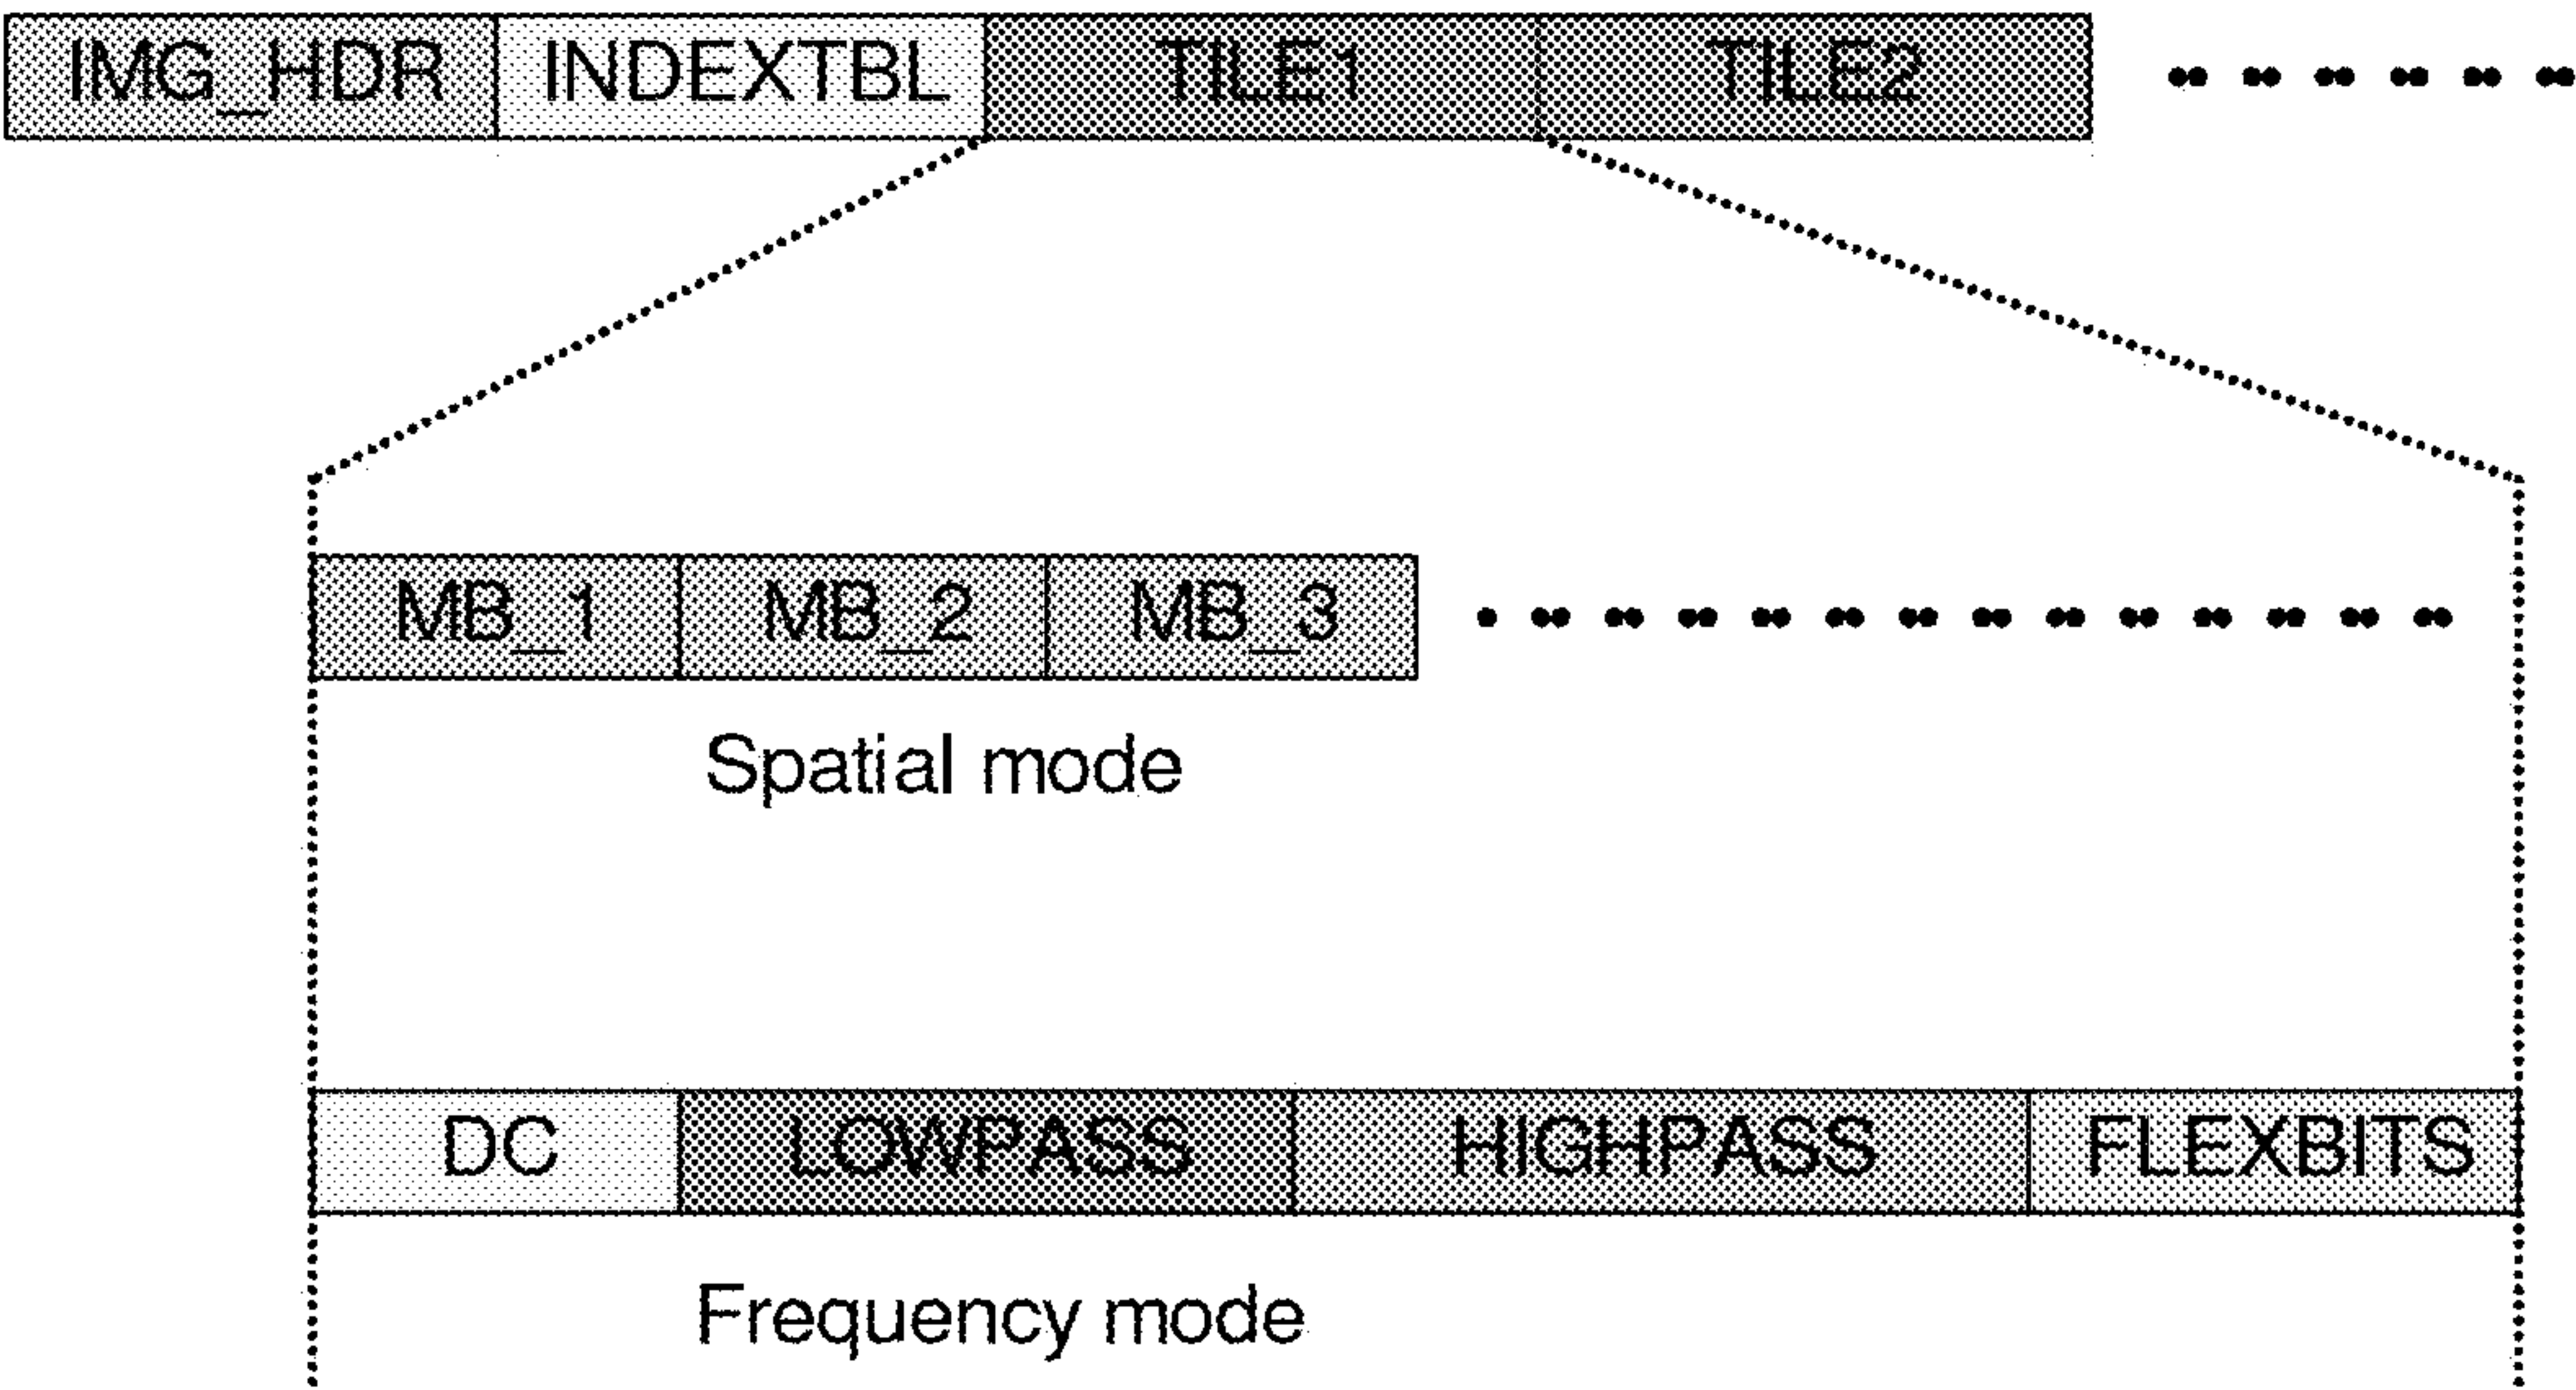 IMG_HDR INDEXTBL TILE1 TILE2
MB_1 MB_2 MB_3
Spatial mode
DC LOWPASS HIGHPASS FLEXBITS
Frequency mode